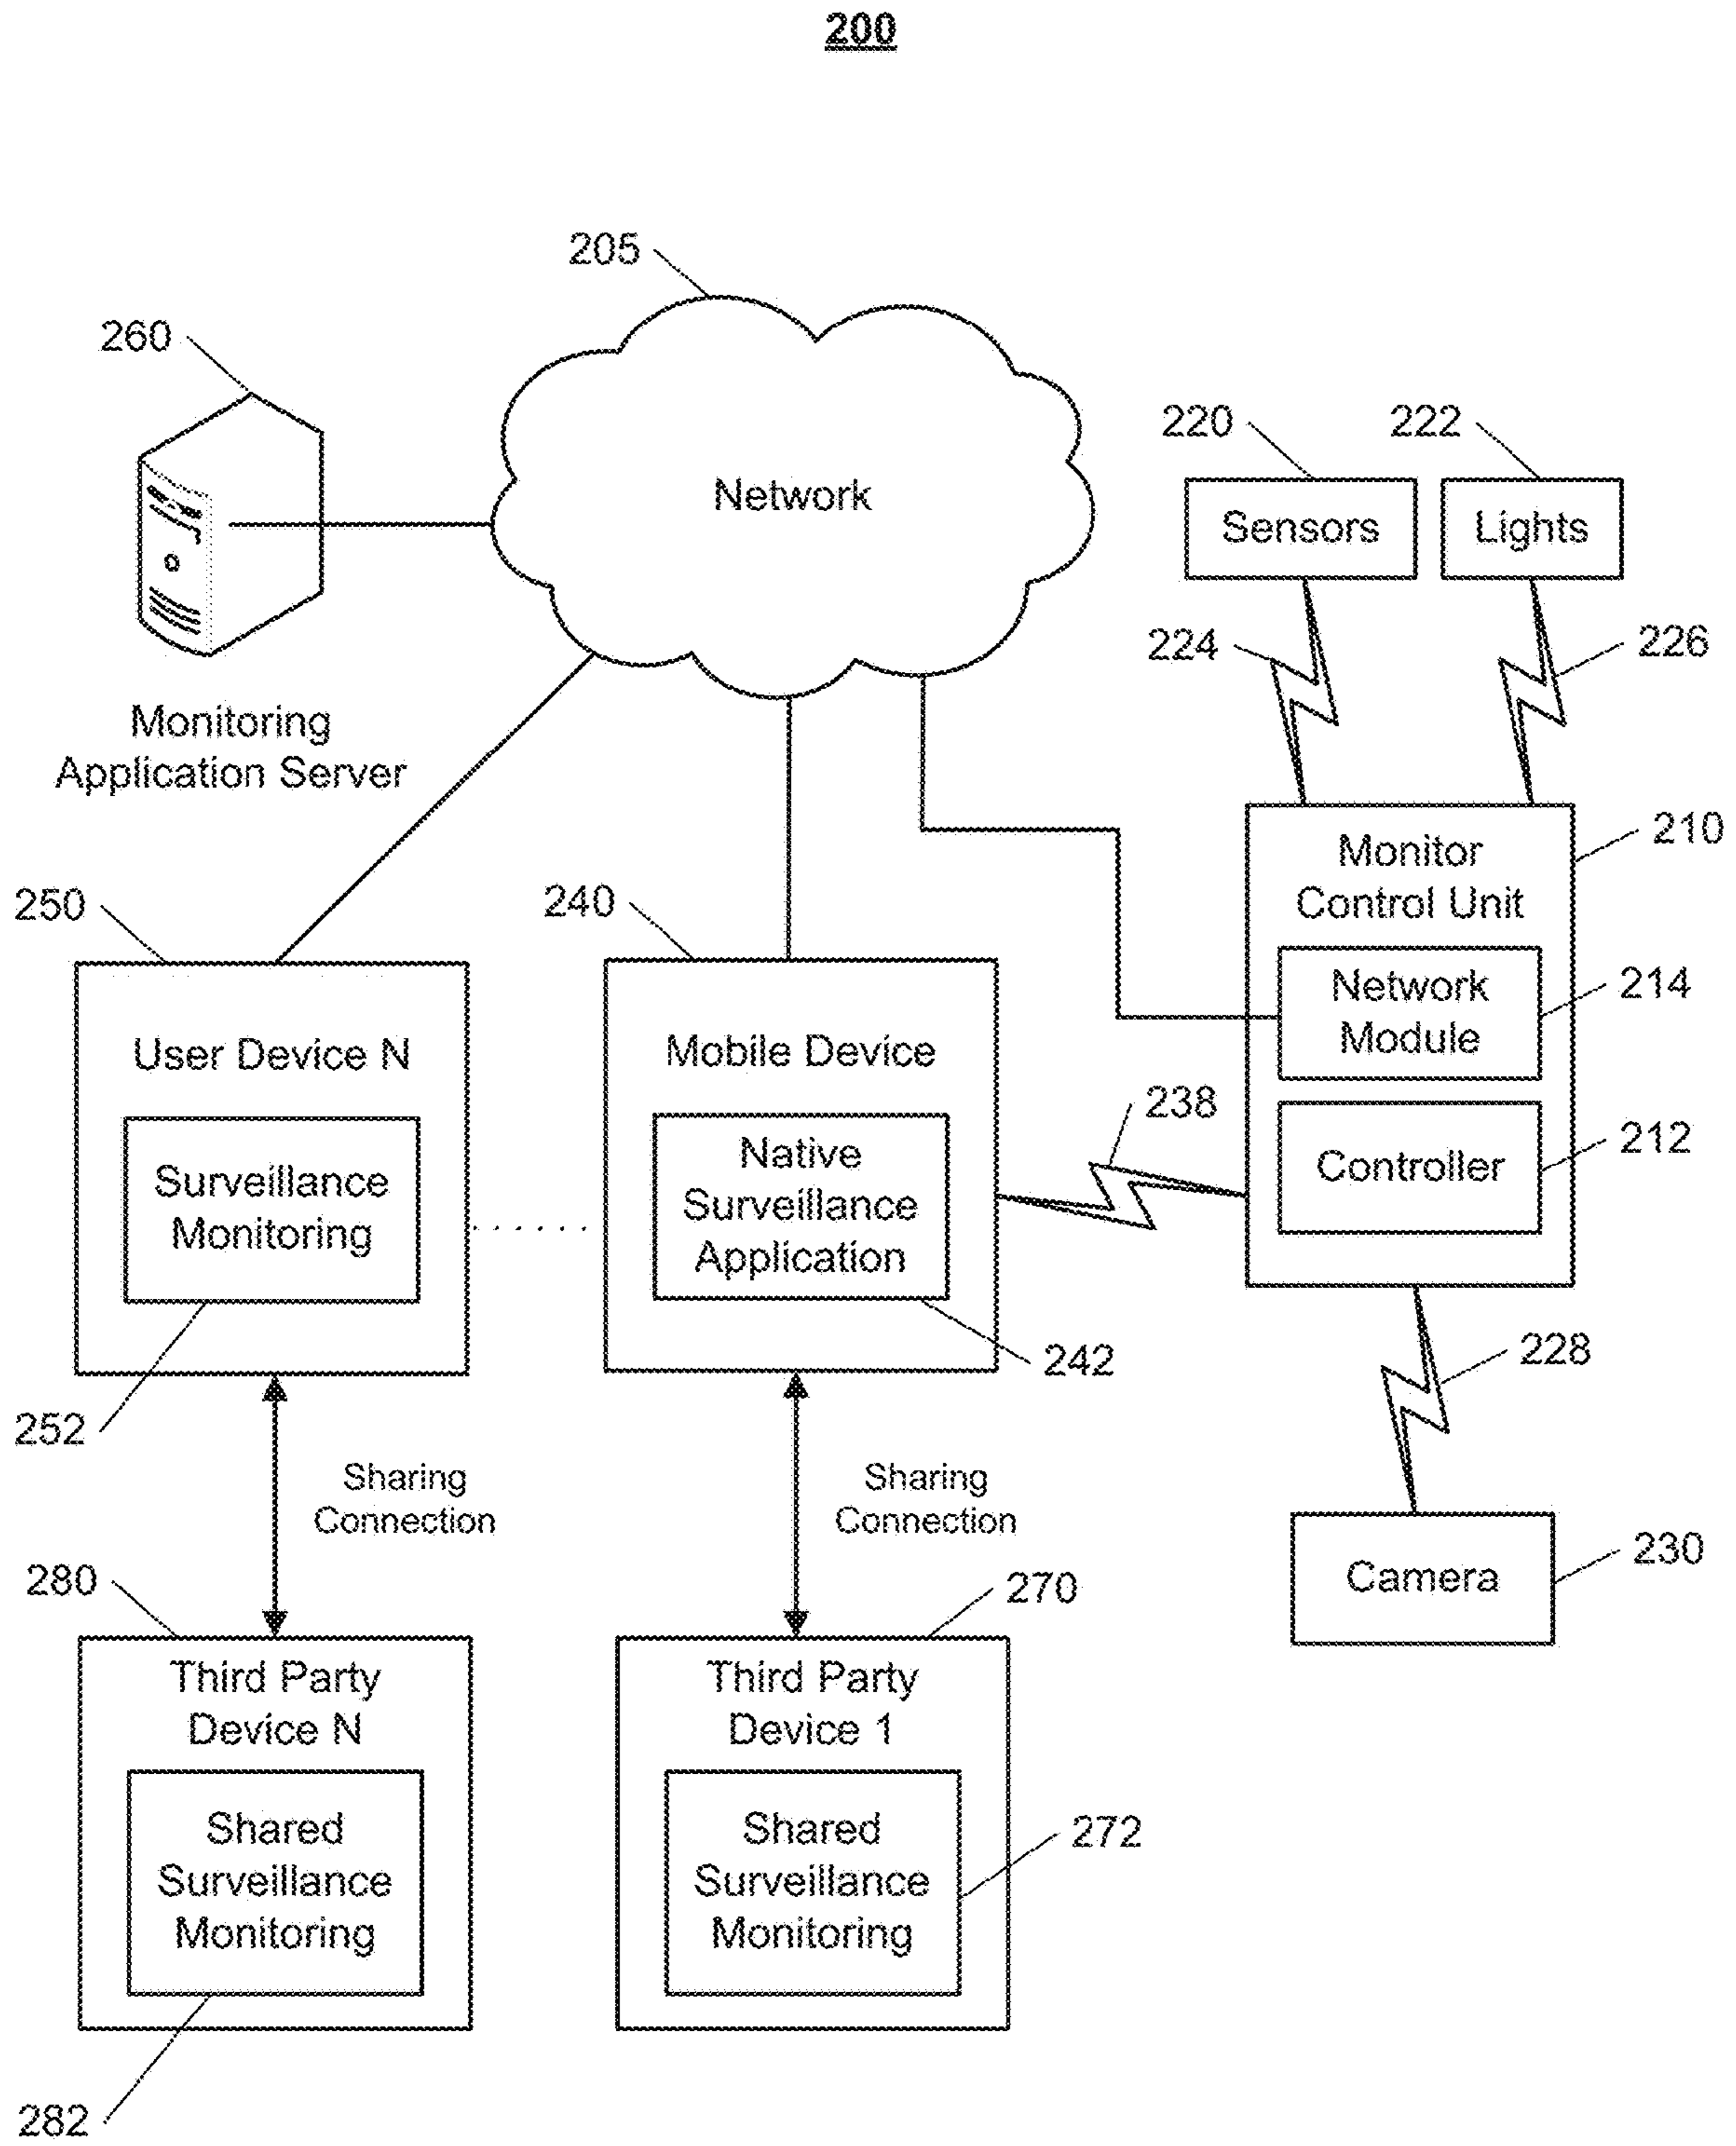 200
205
260
Network
220
222
Sensors
Lights
224
226
Monitoring
Application Server
210
Monitor
Control Unit
250
240
Network
Module
214
User Device N
Mobile Device
238
Controller
212
Surveillance
Monitoring
Native
Surveillance
Application
242
228
252
Sharing
Connection
Sharing
Connection
230
Camera
280
270
Third Party
Device N
Third Party
Device 1
Shared
Surveillance
Monitoring
Shared
Surveillance
Monitoring
272
282